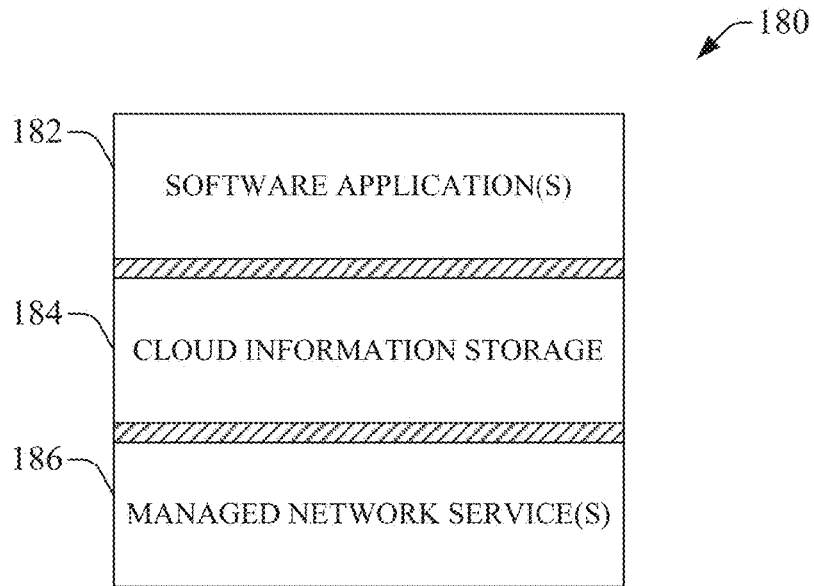 180
182
SOFTWARE APPLICATION(S)
184
CLOUD INFORMATION STORAGE
186
MANAGED NETWORK SERVICE(S)